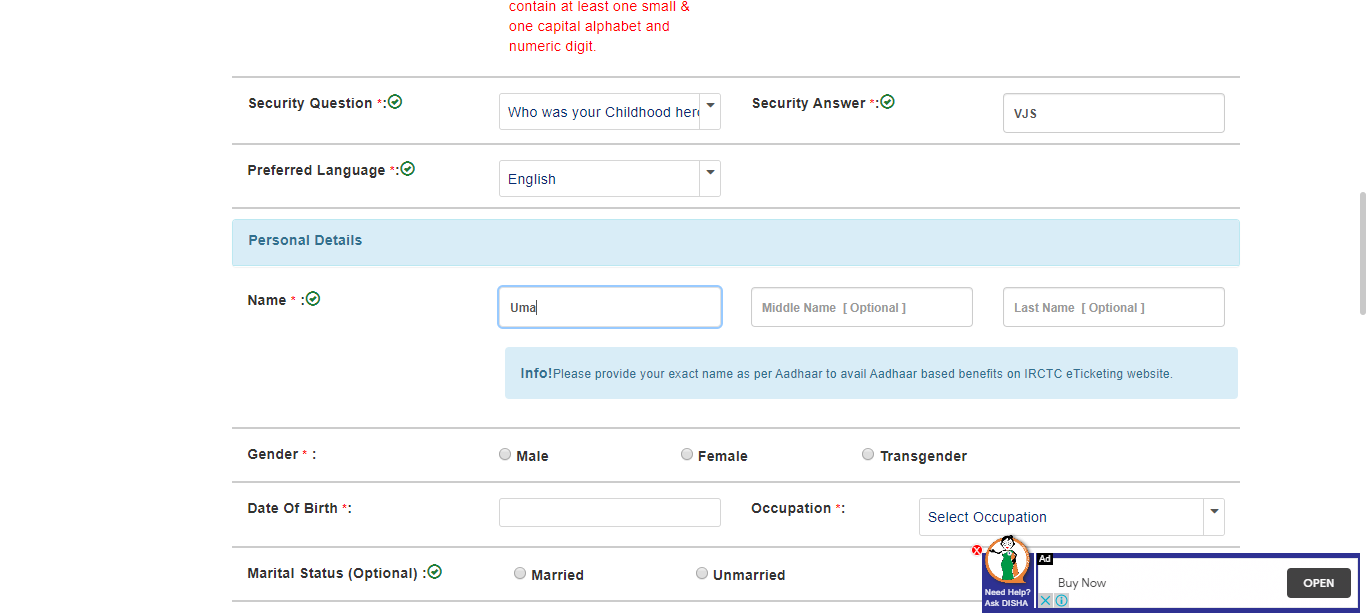 contain at least one small &
one capital alphabet and
numeric digit.
Security Question *:
Who was your Childhood hero
Security Answer *:
VJS
Preferred Language *:
English
Personal Details
Name * :
Uma
Middle Name [ Optional ]
Last Name [ Optional ]
Info!Please provide your exact name as per Aadhaar to avail Aadhaar based benefits on IRCTC eTicketing website.
Gender * :
Male
Female
Transgender
Date Of Birth *:
Occupation *:
Select Occupation
Marital Status (Optional) :
Married
Unmarried
Need Help?
Ask DISHA
Ad
Buy Now
OPEN